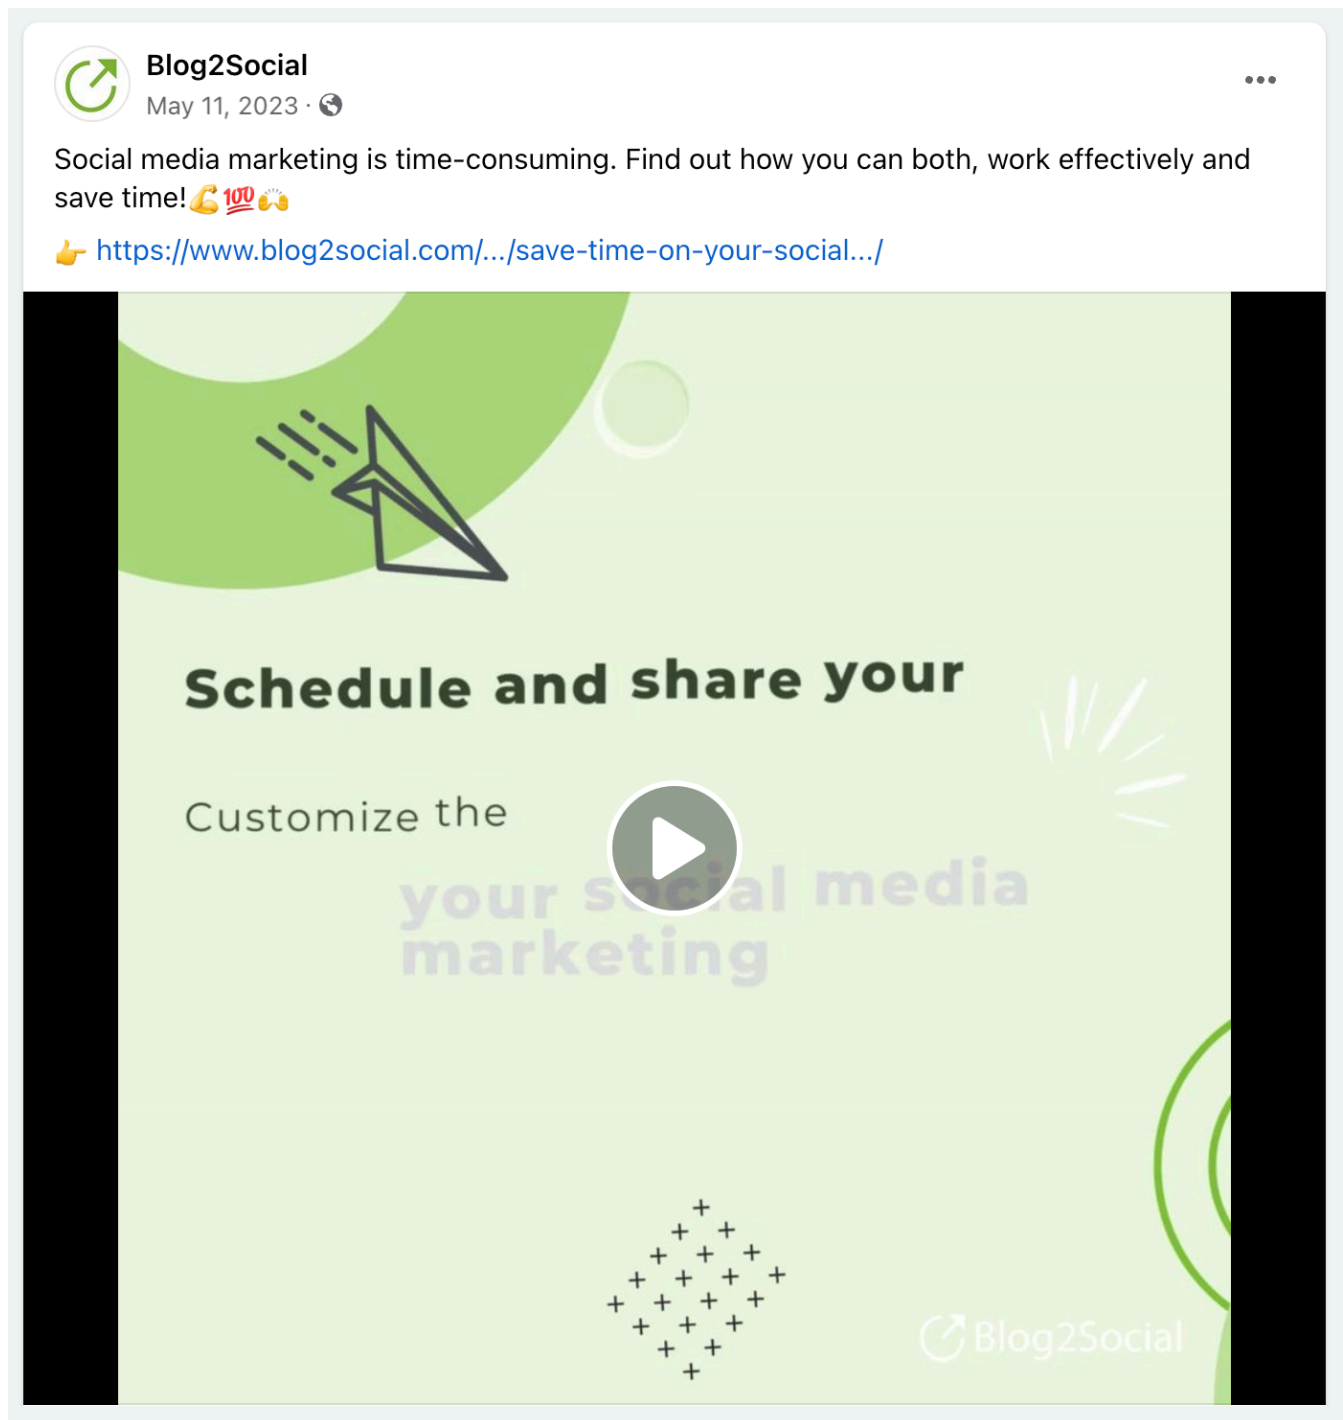 Blog2Social
May 11, 2023 ·
Social media marketing is time-consuming. Find out how you can both, work effectively and
save time!💪💯🙌
👉 https://www.blog2social.com/.../save-time-on-your-social.../
Schedule and share your
Customize the
your social media
marketing
Blog2Social